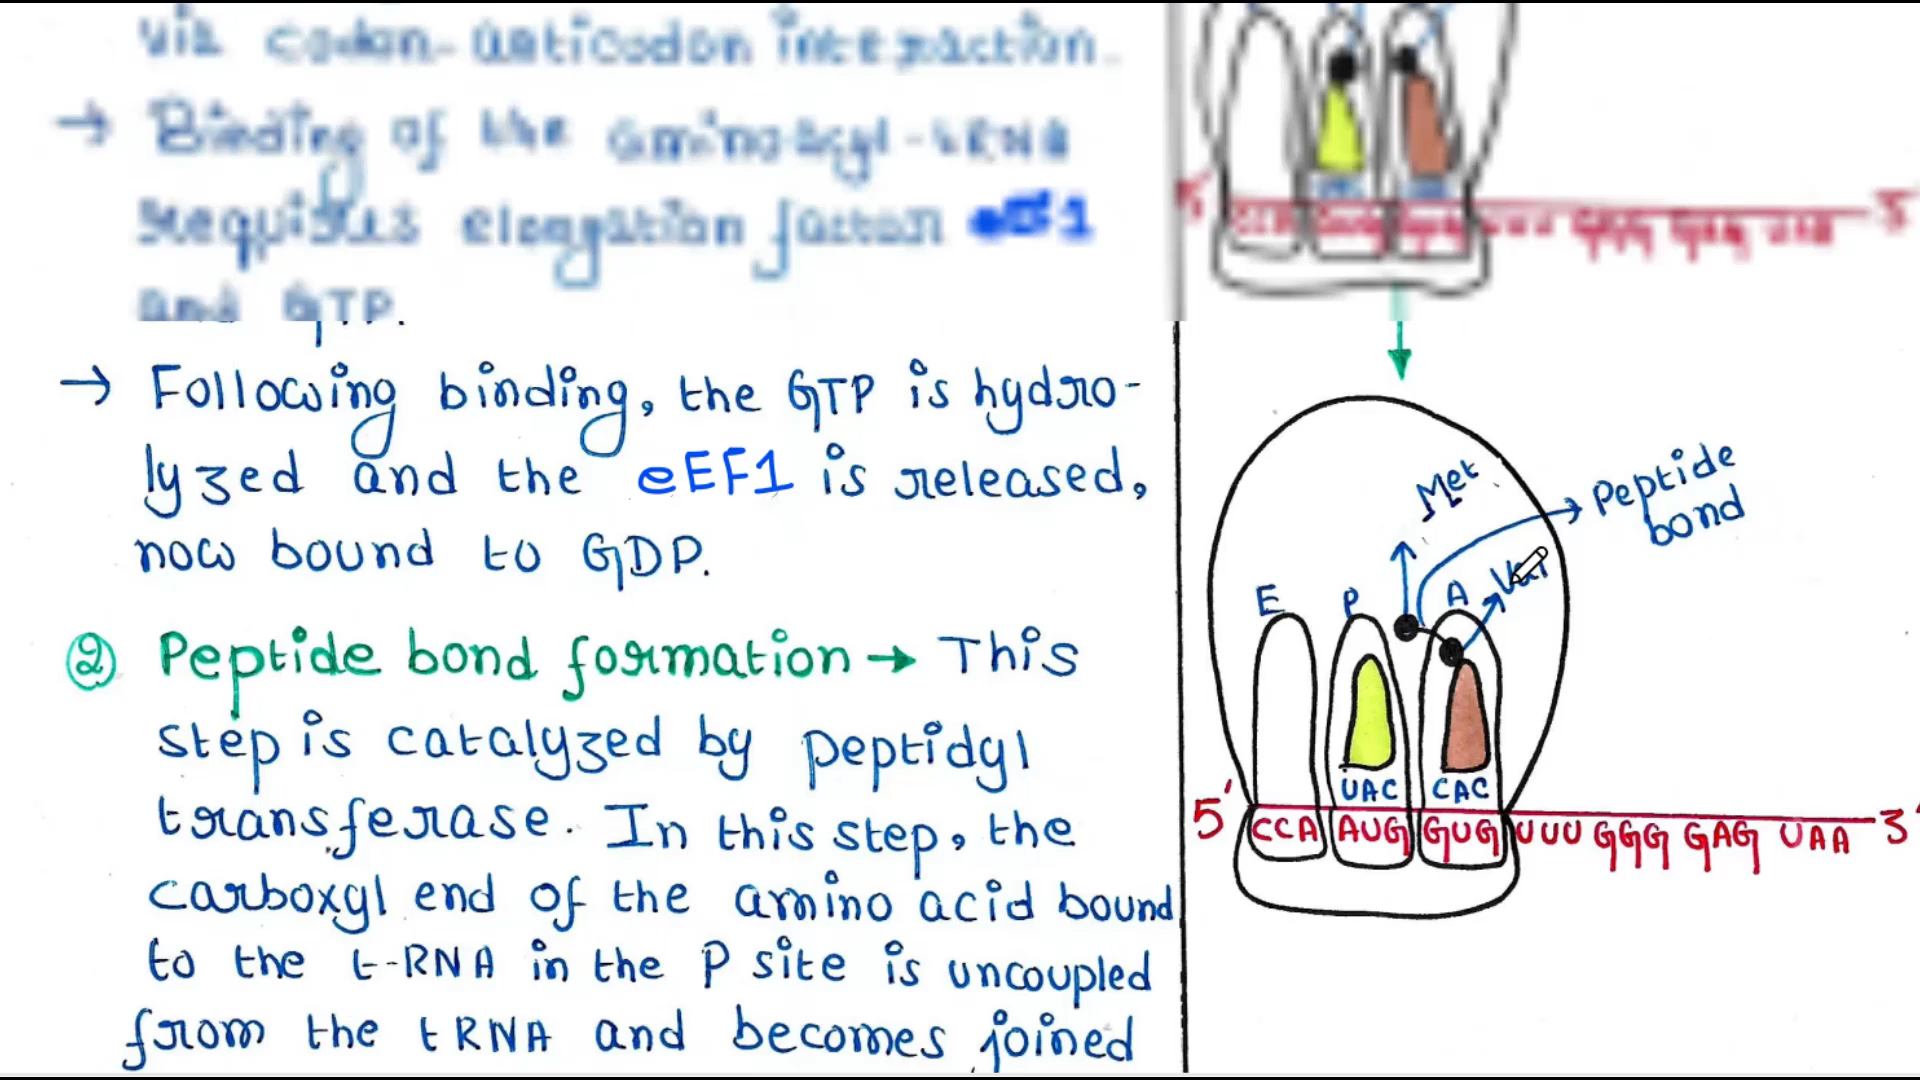 via codon-anticodon interaction.
→ Binding of the aminoacyl-tRNA
requires elongation factor eEF1
and GTP.
→ Following binding, the GTP is hydro-
lyzed and the eEF1 is released,
now bound to GDP.
② Peptide bond formation → This
step is catalyzed by peptidyl
transferase. In this step, the
carboxyl end of the amino acid bound
to the t-RNA in the P site is uncoupled
from the tRNA and becomes joined
5' 3'
Met
Peptide
bond
Val
E P A
UAC CAC
5' CCA AUG GUG UUU GGG GAG UAA 3'